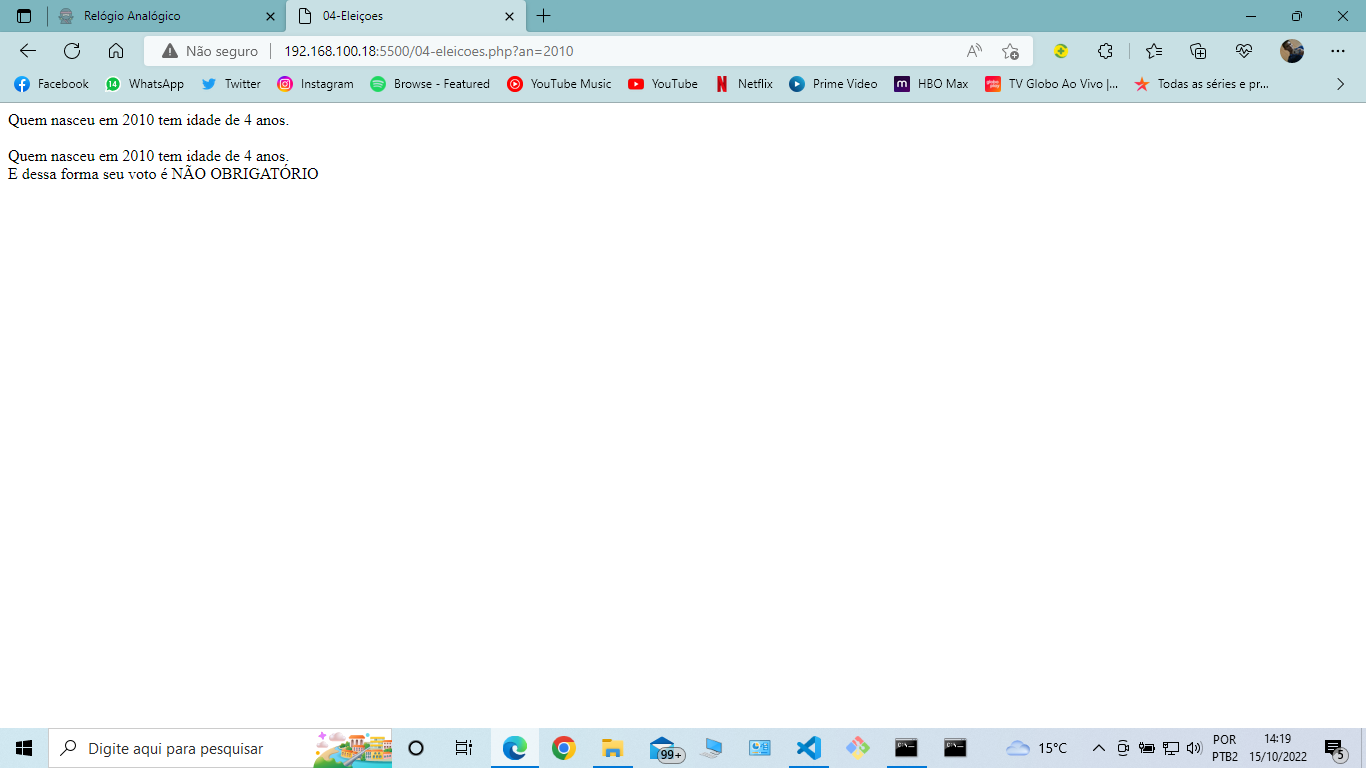 Relógio Analógico
04-Eleiçoes
Não seguro
192.168.100.18:5500/04-eleicoes.php?an=2010
Facebook
14
WhatsApp
Twitter
Instagram
Browse - Featured
YouTube Music
YouTube
Netflix
Prime Video
m
HBO Max
TV Globo Ao Vivo |...
Todas as séries e pr...
Quem nasceu em 2010 tem idade de 4 anos.
Quem nasceu em 2010 tem idade de 4 anos.
E dessa forma seu voto é NÃO OBRIGATÓRIO
Digite aqui para pesquisar
99+
15°C
POR
PTB2
14:19
15/10/2022
5